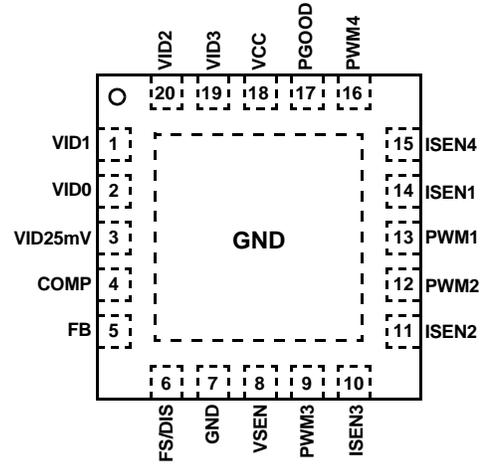 VID2 VID3 VCC PGOOD PWM4
20 19 18 17 16
VID1 1 15 ISEN4
VID0 2 14 ISEN1
VID25mV 3 GND 13 PWM1
COMP 4 12 PWM2
FB 5 11 ISEN2
6 7 8 9 10
FS/DIS GND VSEN PWM3 ISEN3